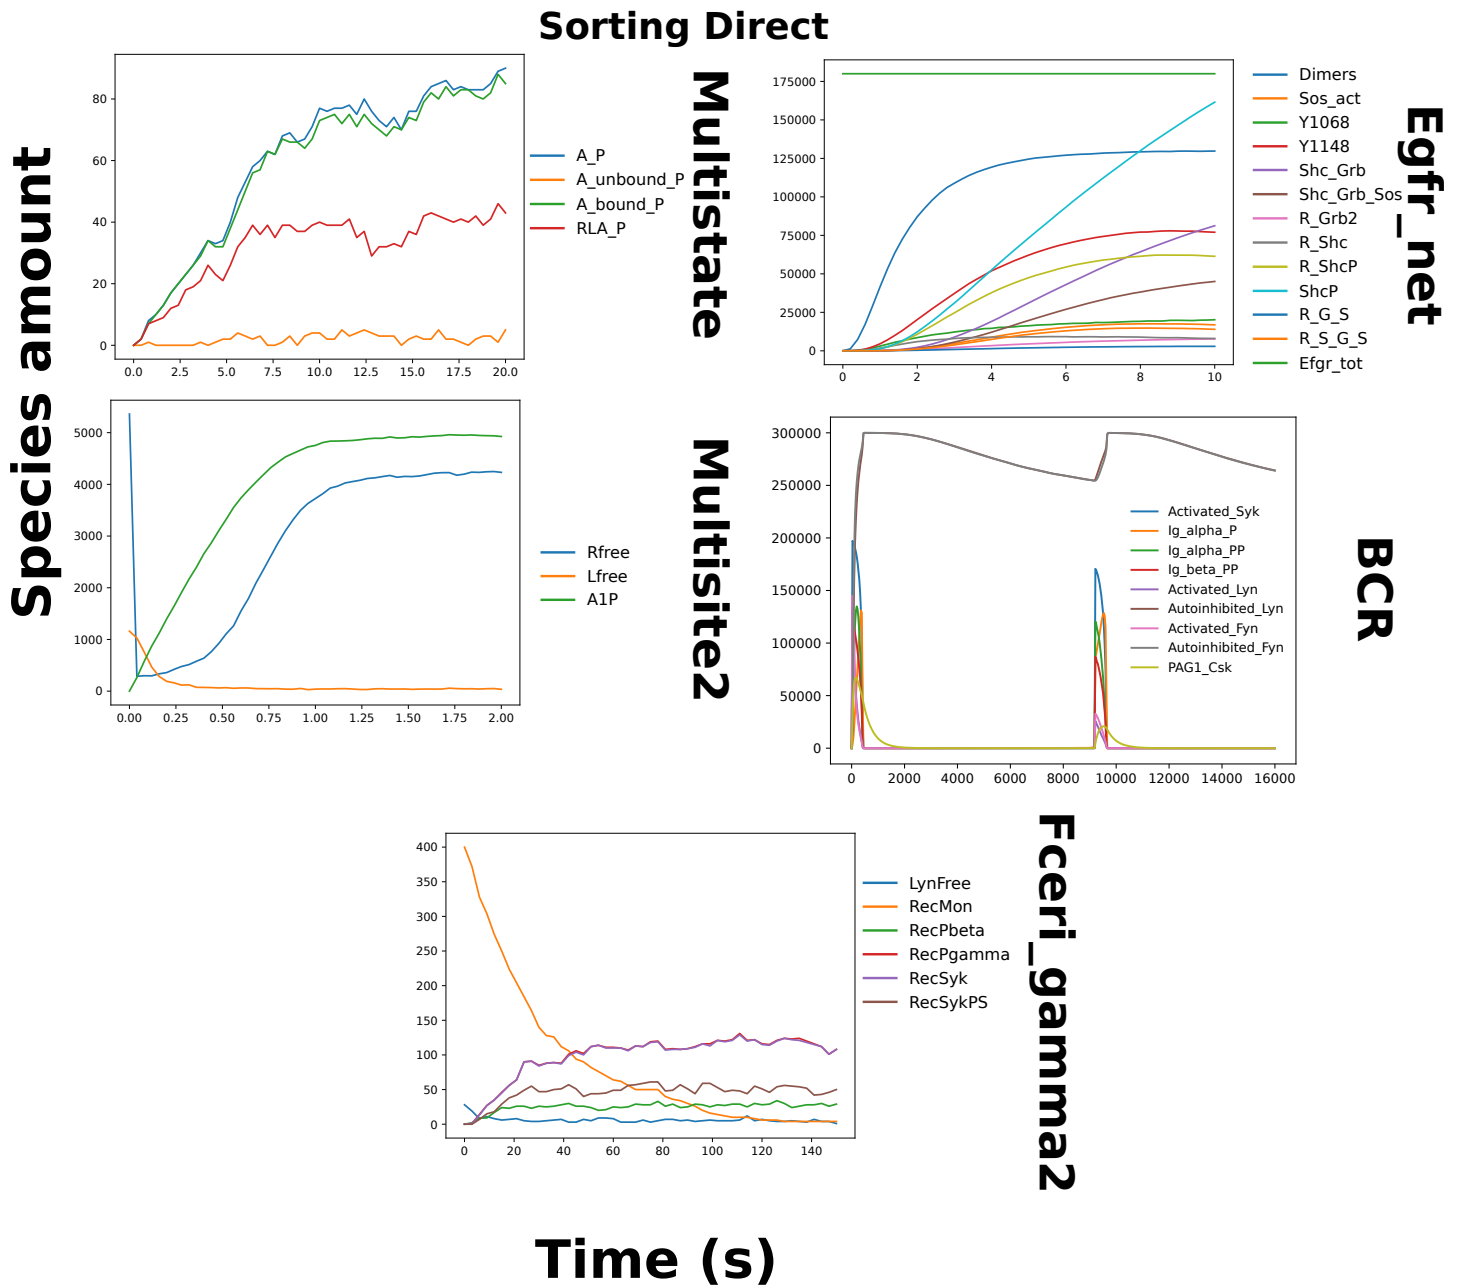 Sorting Direct
Species amount
0
20
40
60
80
0.0
2.5
5.0
7.5
10.0
12.5
15.0
17.5
20.0
A_P
A_unbound_P
A_bound_P
RLA_P
Multistate
0
25000
50000
75000
100000
125000
150000
175000
0
2
4
6
8
10
Dimers
Sos_act
Y1068
Y1148
Shc_Grb
Shc_Grb_Sos
R_Grb2
R_Shc
R_ShcP
ShcP
R_G_S
R_S_G_S
Efgr_tot
Egfr_net
0
1000
2000
3000
4000
5000
0.00
0.25
0.50
0.75
1.00
1.25
1.50
1.75
2.00
Rfree
Lfree
A1P
Multisite2
0
50000
100000
150000
200000
250000
300000
0
2000
4000
6000
8000
10000
12000
14000
16000
Activated_Syk
Ig_alpha_P
Ig_alpha_PP
Ig_beta_PP
Activated_Lyn
Autoinhibited_Lyn
Activated_Fyn
Autoinhibited_Fyn
PAG1_Csk
BCR
0
50
100
150
200
250
300
350
400
0
20
40
60
80
100
120
140
LynFree
RecMon
RecPbeta
RecPgamma
RecSyk
RecSykPS
Fceri_gamma2
Time (s)